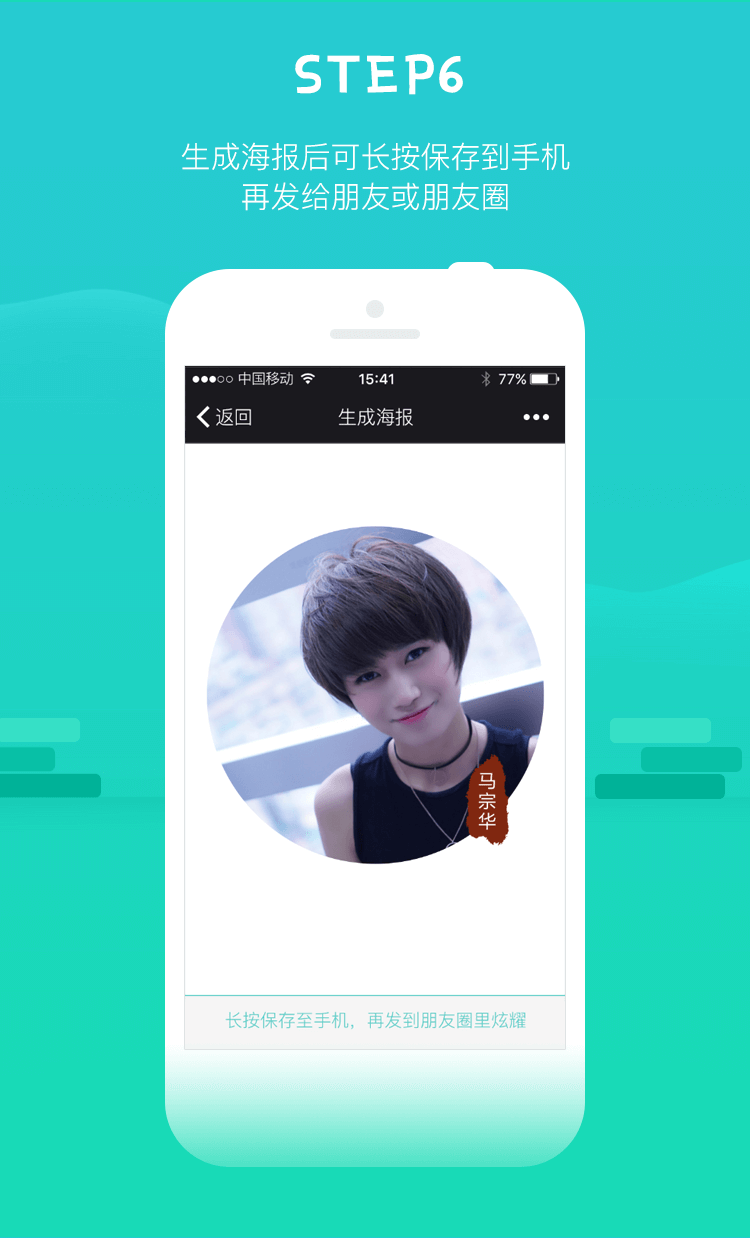 STEP6
生成海报后可长按保存到手机
再发给朋友或朋友圈
中国移动 15:41 77%
返回 生成海报
马宗华
长按保存至手机，再发到朋友圈里炫耀